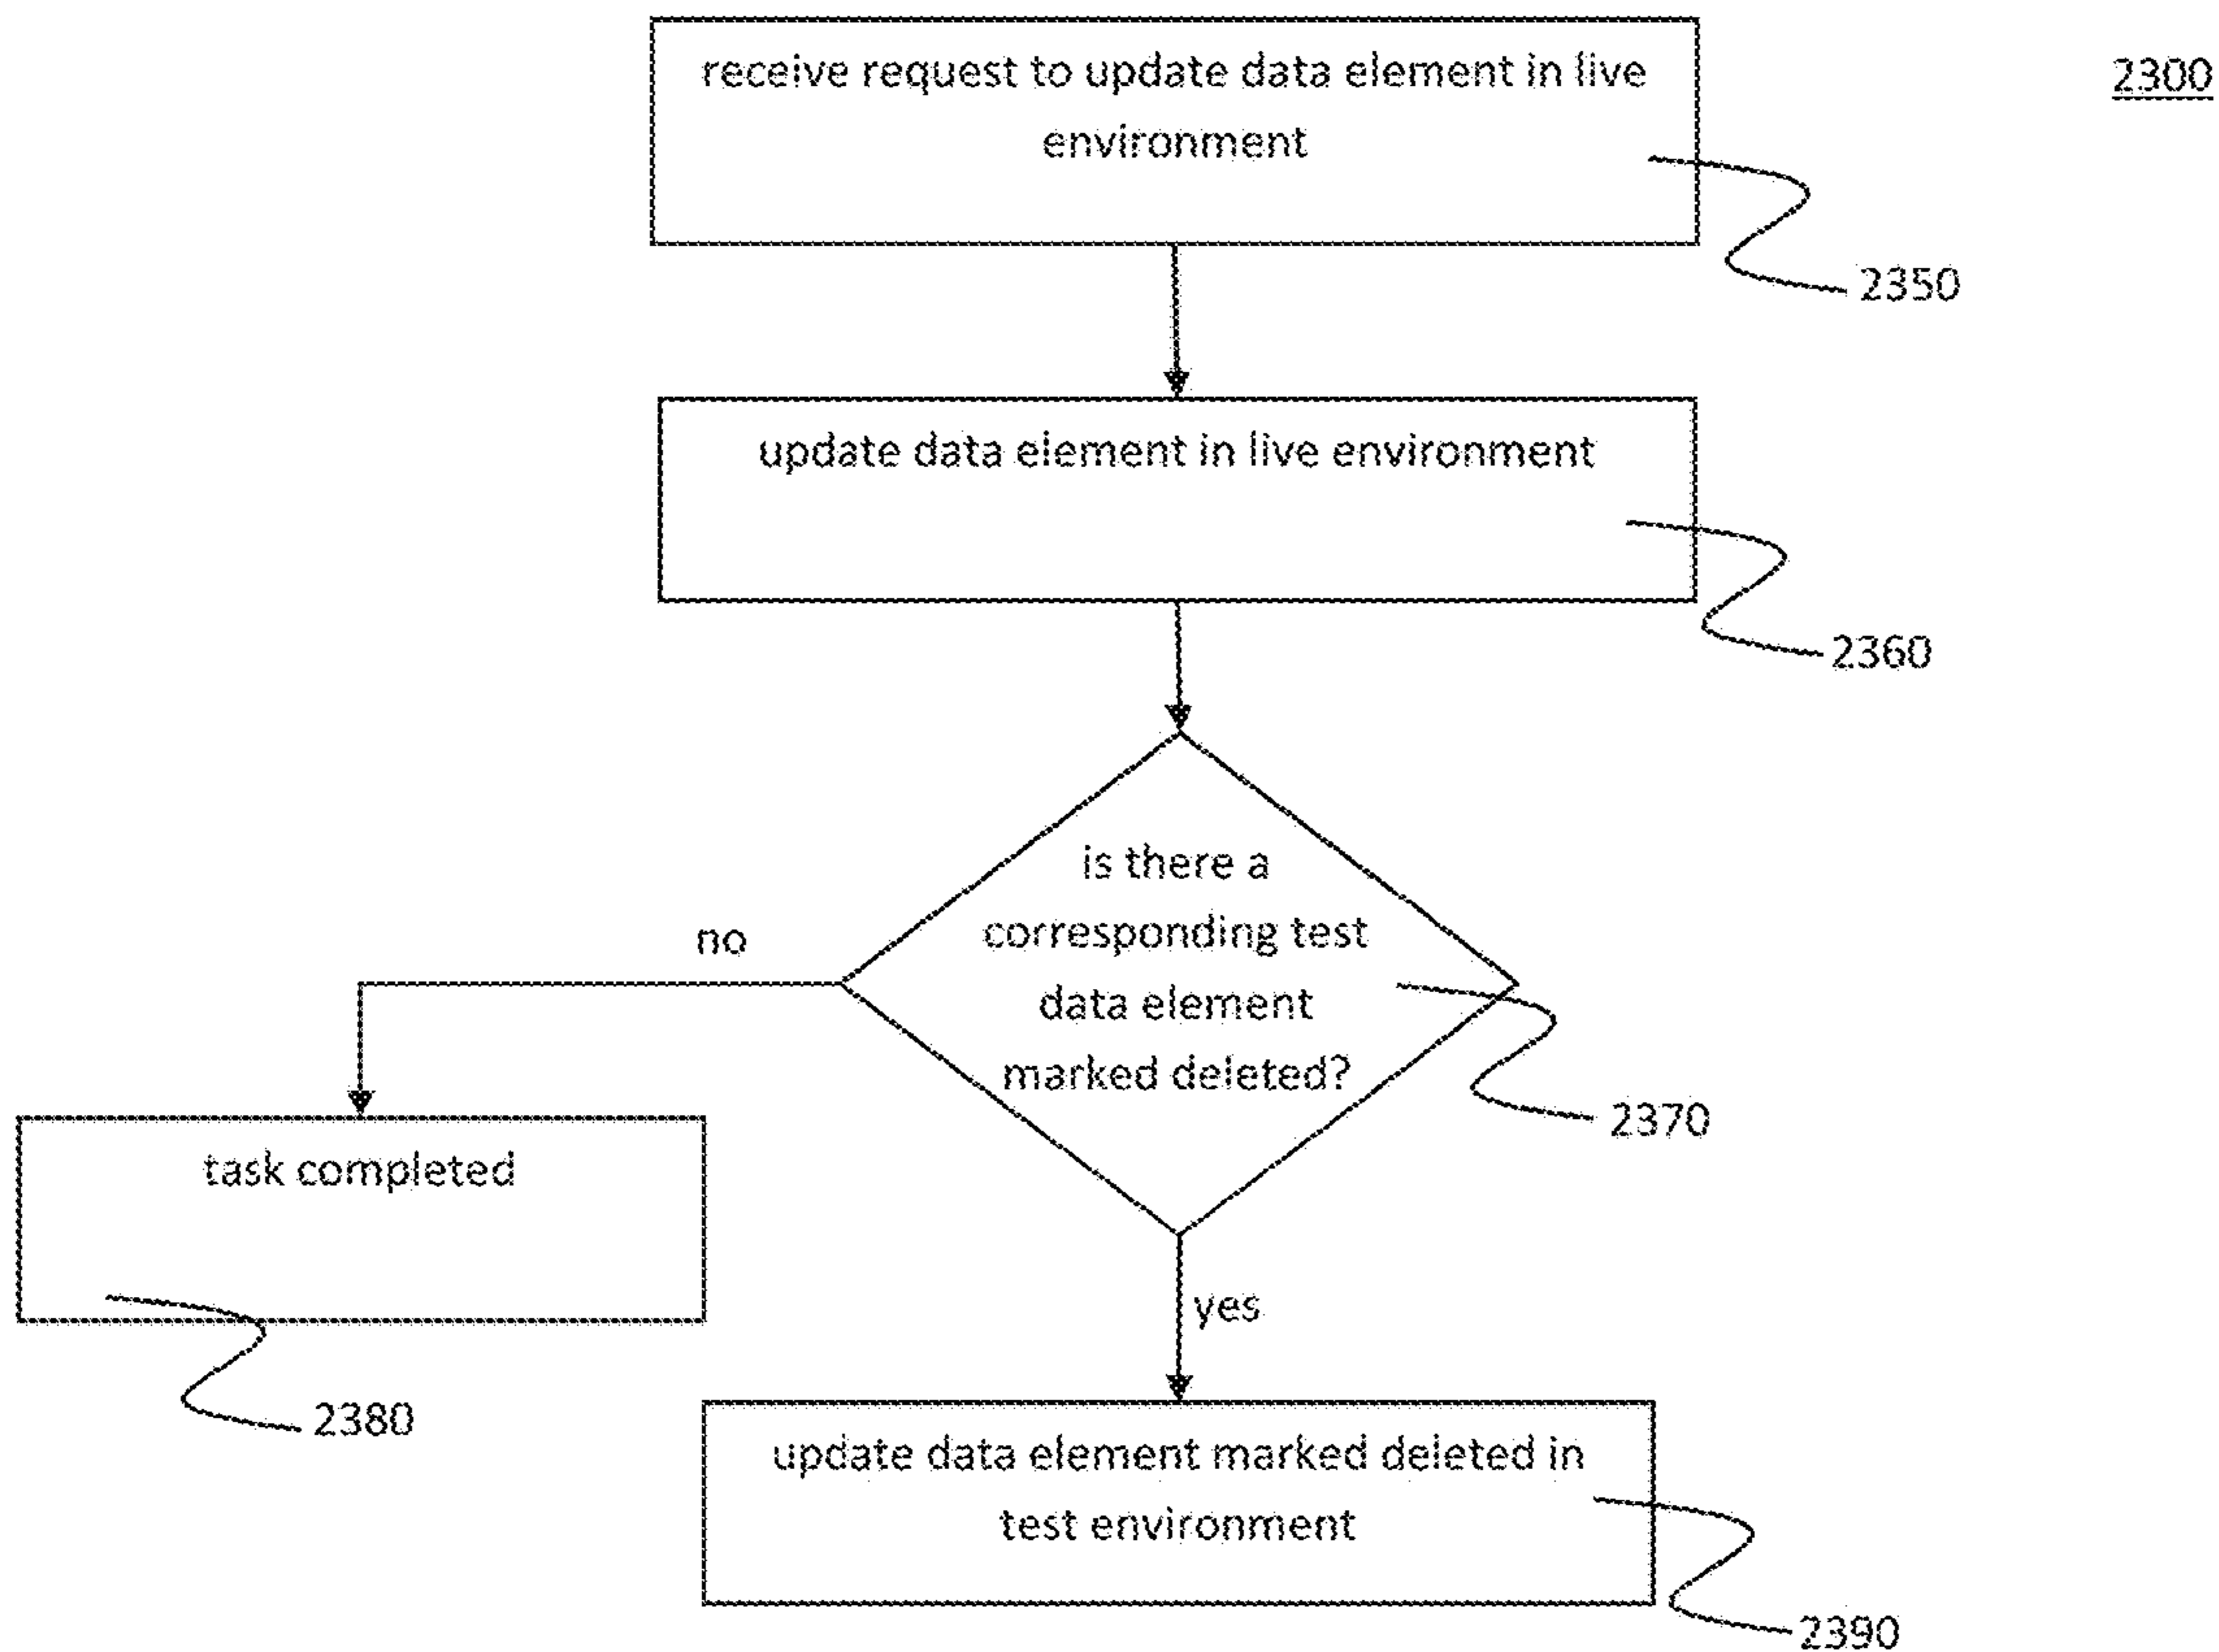 receive request to update data element in live
environment
2300
2350
update data element in live environment
2360
is there a
corresponding test
data element
marked deleted?
no
2370
task completed
yes
2380
update data element marked deleted in
test environment
2390